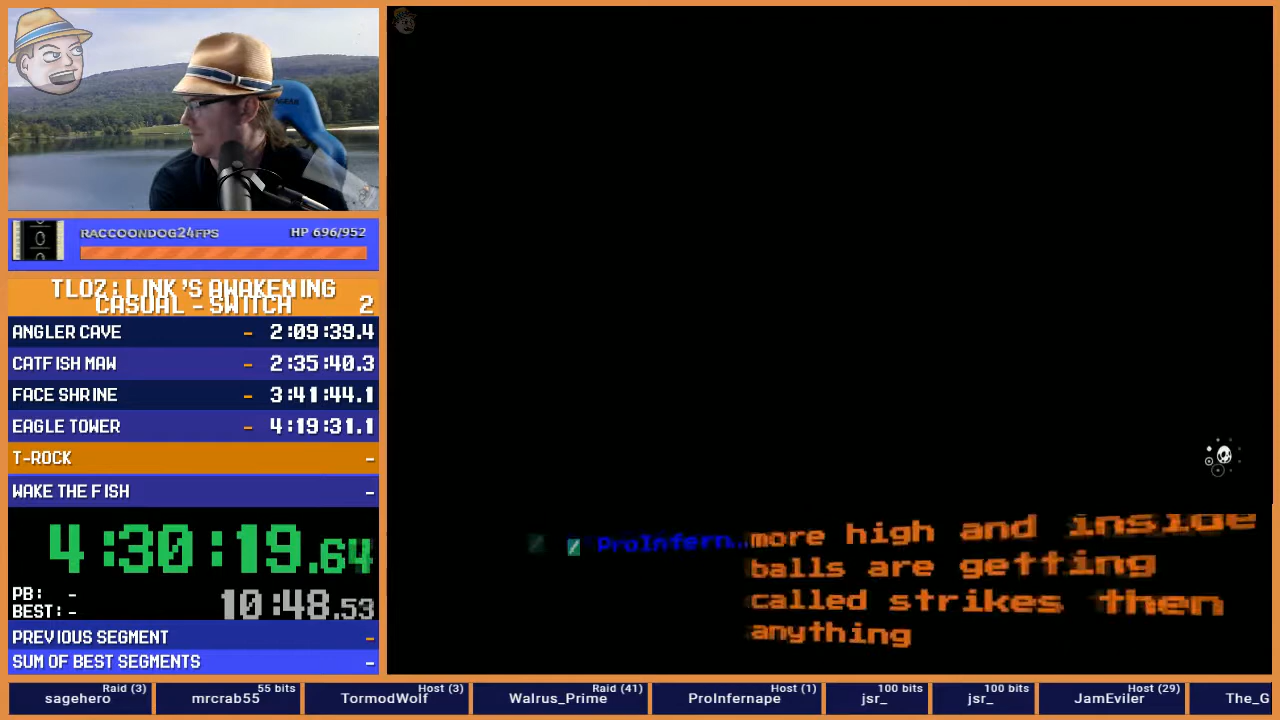 RACCOONDOG24FPS HP 696/952
TLOZ: LINK'S AWAKENING
CASUAL - SWITCH 2
ANGLER CAVE - 2:09:39.4
CATFISH MAW - 2:35:40.3
FACE SHRINE - 3:41:44.1
EAGLE TOWER - 4:19:31.1
T-ROCK -
WAKE THE FISH -
4:30:19.64
PB: -
BEST: - 10:48.53
PREVIOUS SEGMENT -
SUM OF BEST SEGMENTS -
ProInfern... more high and inside
balls are getting
called strikes then
anything
sagehero Raid (3)
mrcrab55 55 bits
TormodWolf Host (3)
Walrus_Prime Raid (41)
ProInfernape Host (1)
jsr_ 100 bits
jsr_ 100 bits
JamEviler Host (29)
The_G